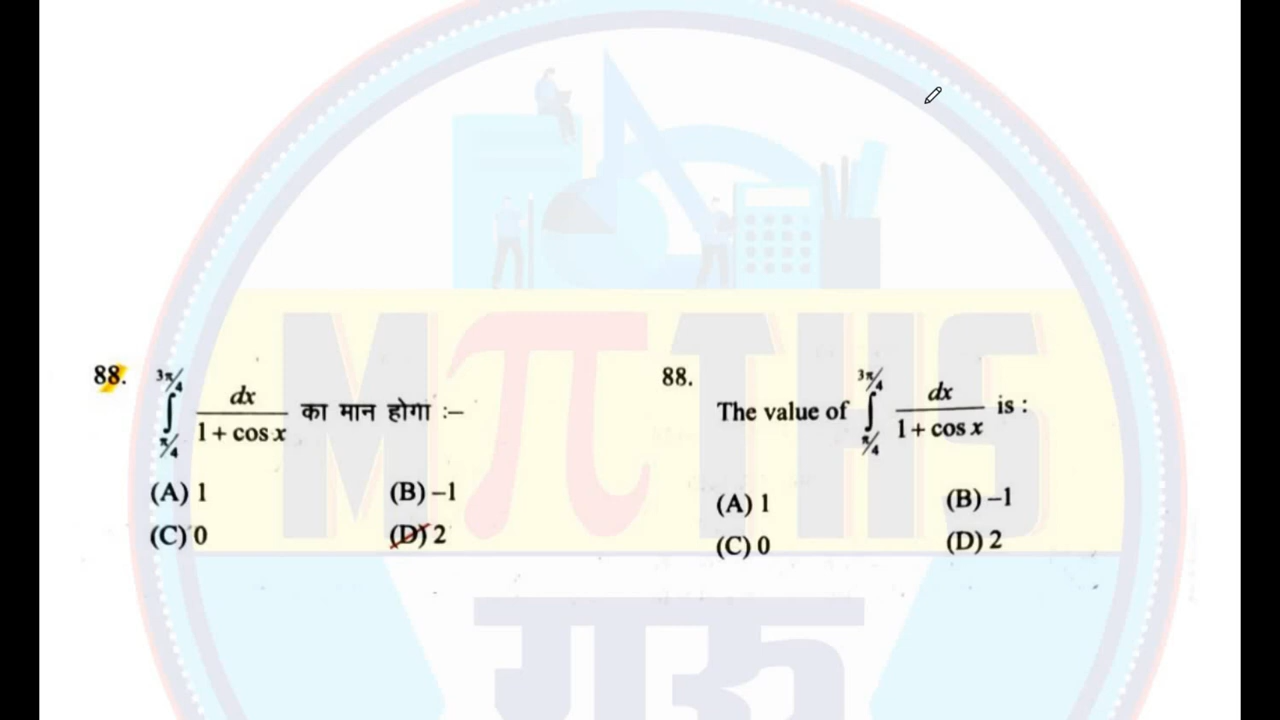 88. ∫_{π/4}^{3π/4} dx/(1 + cos x) का मान होगा :–
(A) 1 (B) –1
(C) 0 (D) 2
88. The value of ∫_{π/4}^{3π/4} dx/(1 + cos x) is :
(A) 1 (B) –1
(C) 0 (D) 2
MπTHS
गुरु